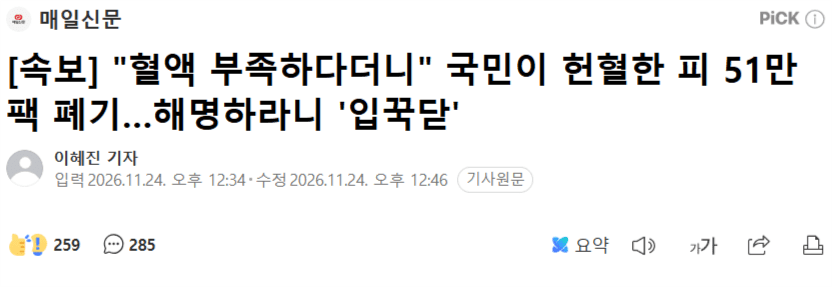 매일신문
PiCK
[속보] "혈액 부족하다더니" 국민이 헌혈한 피 51만
팩 폐기...해명하라니 '입꾹닫'
이혜진 기자
입력 2026.11.24. 오후 12:34 · 수정 2026.11.24. 오후 12:46 기사원문
259 285 요약 가가